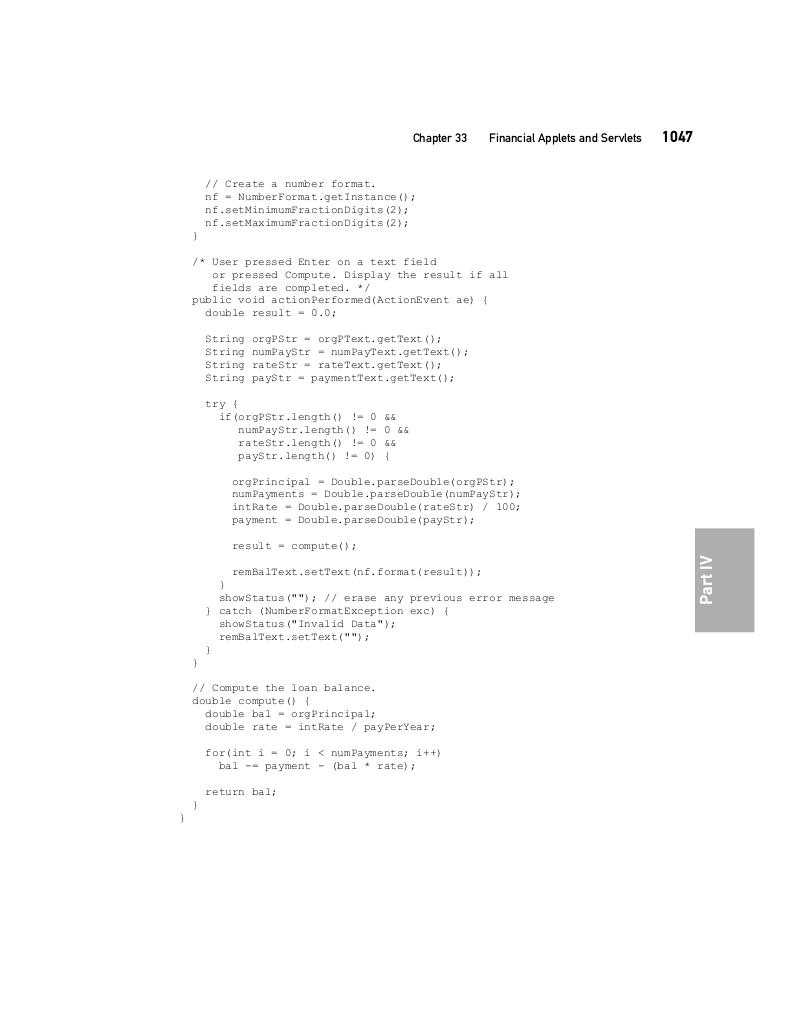 Chapter 33 Financial Applets and Servlets 1047
// Create a number format.
nf = NumberFormat.getInstance();
nf.setMinimumFractionDigits(2);
nf.setMaximumFractionDigits(2);
}
/* User pressed Enter on a text field
or pressed Compute. Display the result if all
fields are completed. */
public void actionPerformed(ActionEvent ae) {
double result = 0.0;
String orgPStr = orgPText.getText();
String numPayStr = numPayText.getText();
String rateStr = rateText.getText();
String payStr = paymentText.getText();
try {
if(orgPStr.length() != 0 &&
numPayStr.length() != 0 &&
rateStr.length() != 0 &&
payStr.length() != 0) {
orgPrincipal = Double.parseDouble(orgPStr);
numPayments = Double.parseDouble(numPayStr);
intRate = Double.parseDouble(rateStr) / 100;
payment = Double.parseDouble(payStr);
result = compute();
remBalText.setText(nf.format(result));
}
showStatus(""); // erase any previous error message
} catch (NumberFormatException exc) {
showStatus("Invalid Data");
remBalText.setText("");
}
}
// Compute the loan balance.
double compute() {
double bal = orgPrincipal;
double rate = intRate / payPerYear;
for(int i = 0; i < numPayments; i++)
bal -= payment - (bal * rate);
return bal;
}
}
Part IV